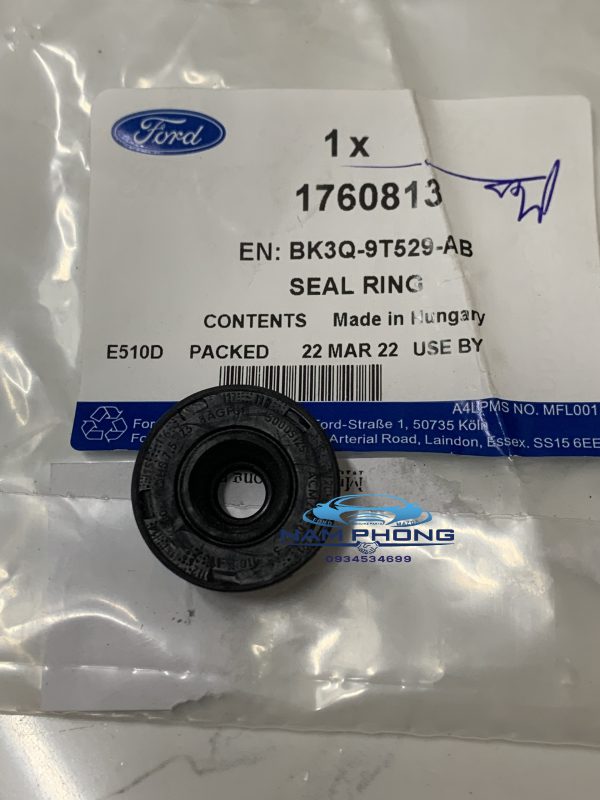 Ford
1 x
1760813
EN: BK3Q-9T529-AB
SEAL RING
CONTENTS Made in Hungary
E510D PACKED 22 MAR 22 USE BY
A4LPMS NO. MFL001
Ford-Straße 1, 50735 Köln
Arterial Road, Laindon, Essex. SS15 6EE
NAM PHONG
0934534699